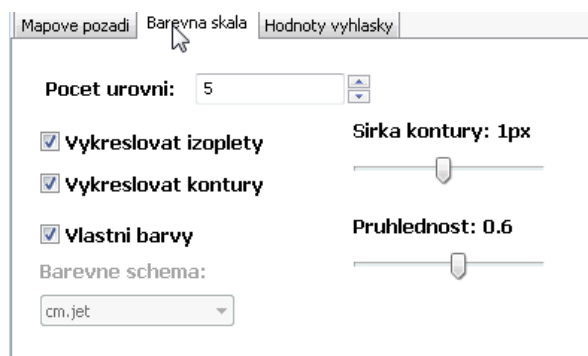 Mapove pozadi Barevna skala Hodnoty vyhlasky
Pocet urovni: 5
Vykreslovat izoplety
Sirka kontury: 1px
Vykreslovat kontury
Vlastni barvy
Pruhlednost: 0.6
Barevne schema:
cm.jet